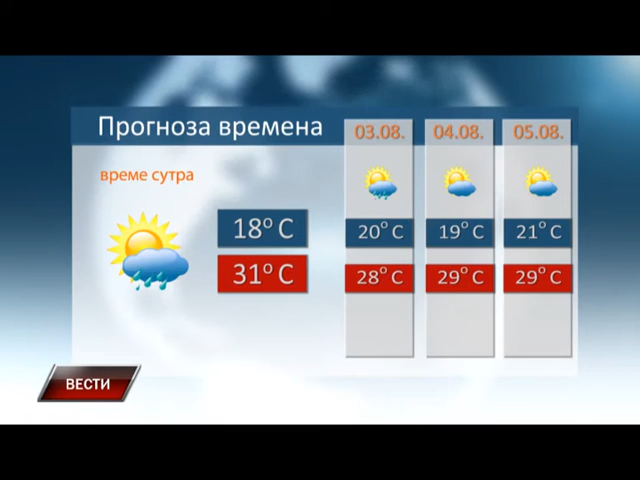 Прогноза времена
време сутра
18° C
31° C
03.08.
20° C
28° C
04.08.
19° C
29° C
05.08.
21° C
29° C
ВЕСТИ